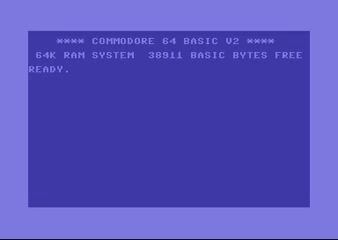 **** COMMODORE 64 BASIC V2 ****
64K RAM SYSTEM  38911 BASIC BYTES FREE
READY.